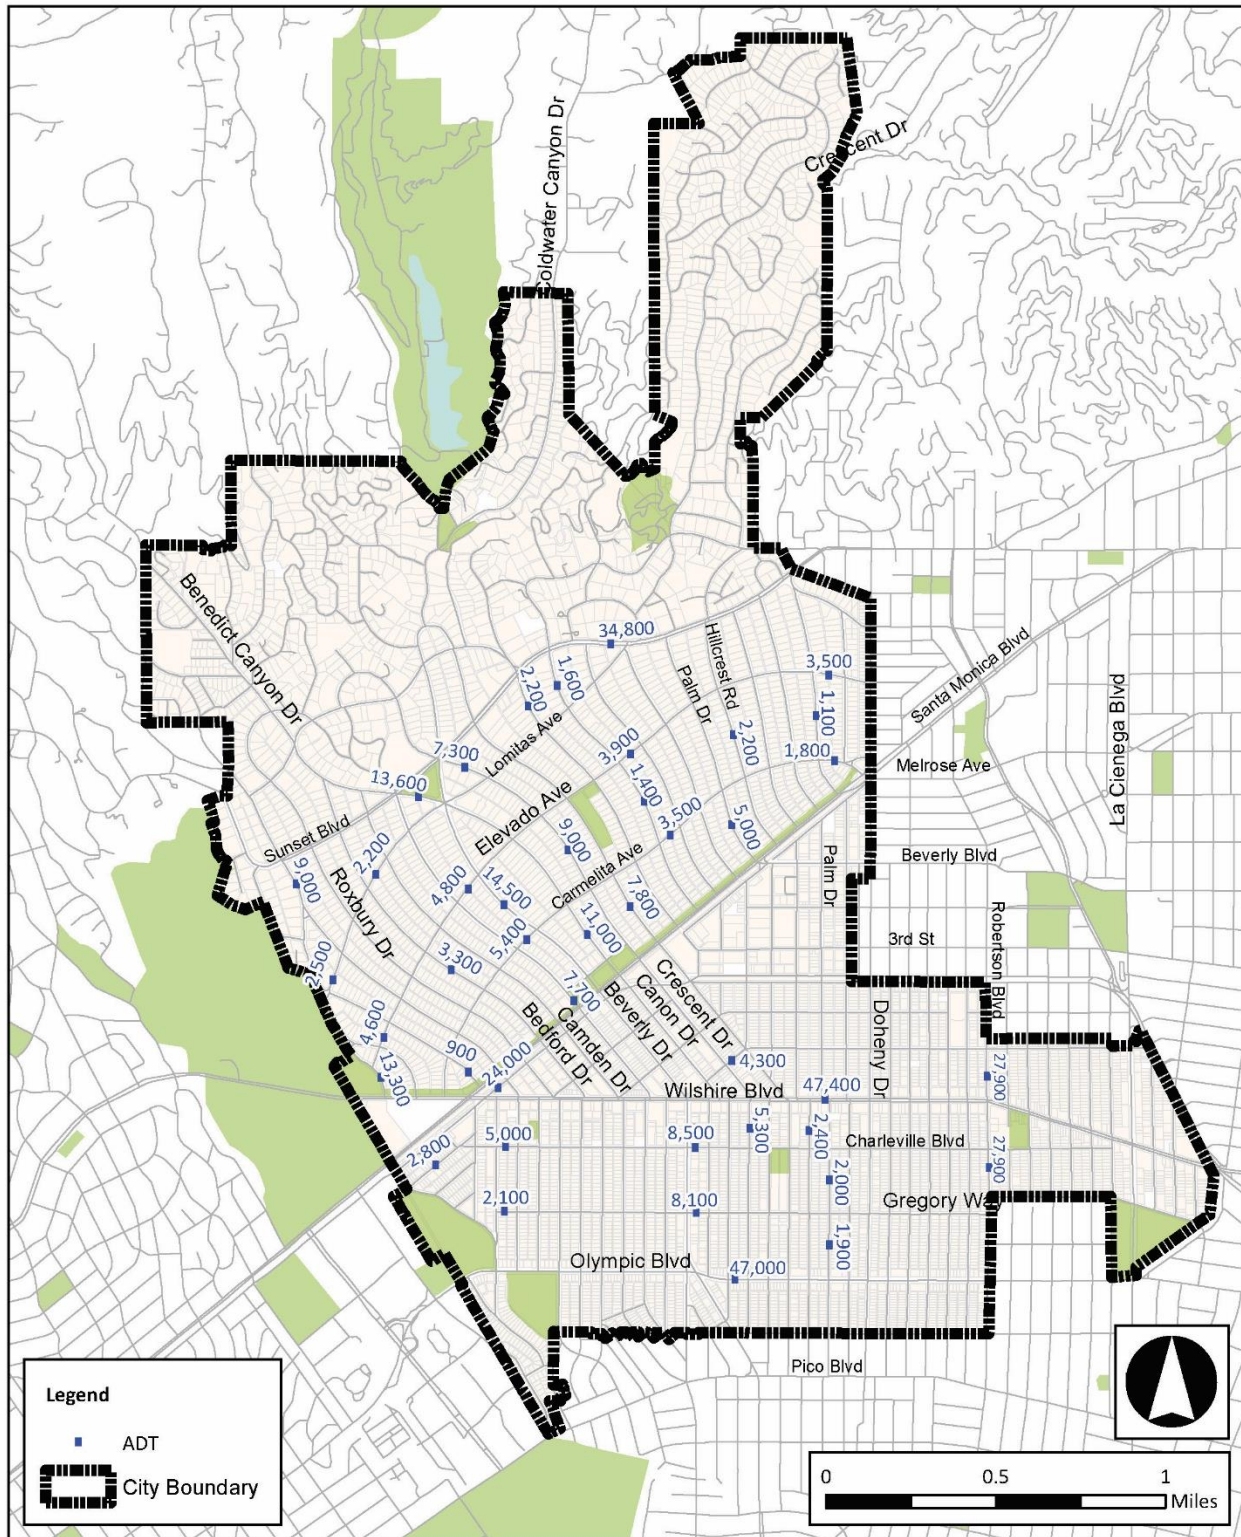 Crescent Dr
Coldwater Canyon Dr
Benedict Canyon Dr
34,800
Hillcrest Rd
Palm Dr
3,500
1,600
2,200
1,100
Santa Monica Blvd
La Cienega Blvd
Lomitas Ave
3,900
2,200
1,800
7,300
Melrose Ave
13,600
1,400
Elevado Ave
3,500
5,000
Sunset Blvd
9,000
Beverly Blvd
Palm Dr
2,200
Carmelita Ave
9,000
Roxbury Dr
4,800
14,500
7,800
11,000
5,400
3rd St
Robertson Blvd
3,300
2,500
7,700
Crescent Dr
Canon Dr
Beverly Dr
Camden Dr
Bedford Dr
Doheny Dr
4,600
900
24,000
4,300
27,900
13,300
Wilshire Blvd
47,400
5,000
8,500
5,300
2,400
Charleville Blvd
2,800
27,900
2,000
2,100
8,100
Gregory Way
1,900
Olympic Blvd
47,000
Pico Blvd
Legend
ADT
City Boundary
0 0.5 1
Miles